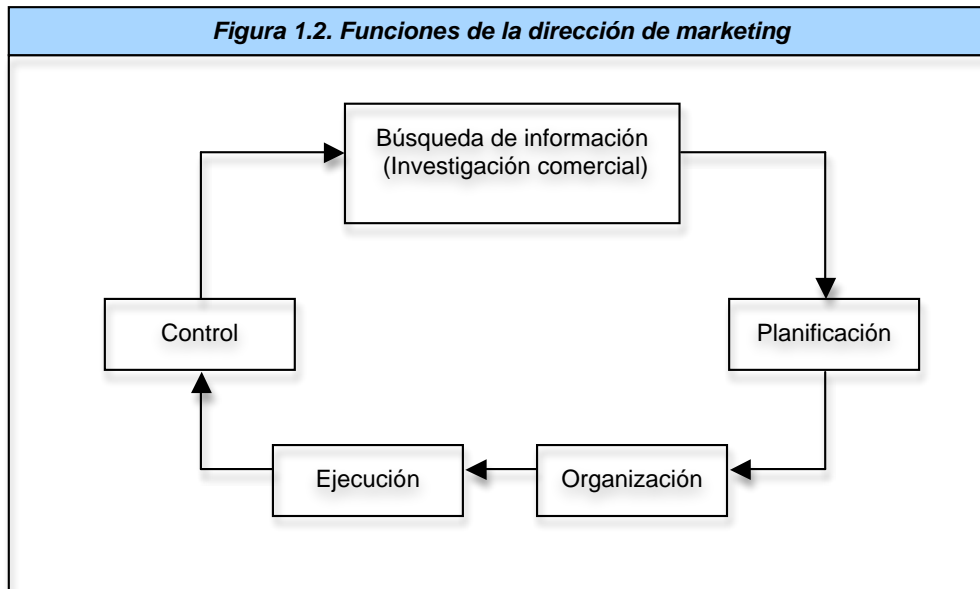 Figura 1.2. Funciones de la dirección de marketing
Búsqueda de información
(Investigación comercial)
Control
Planificación
Ejecución
Organización